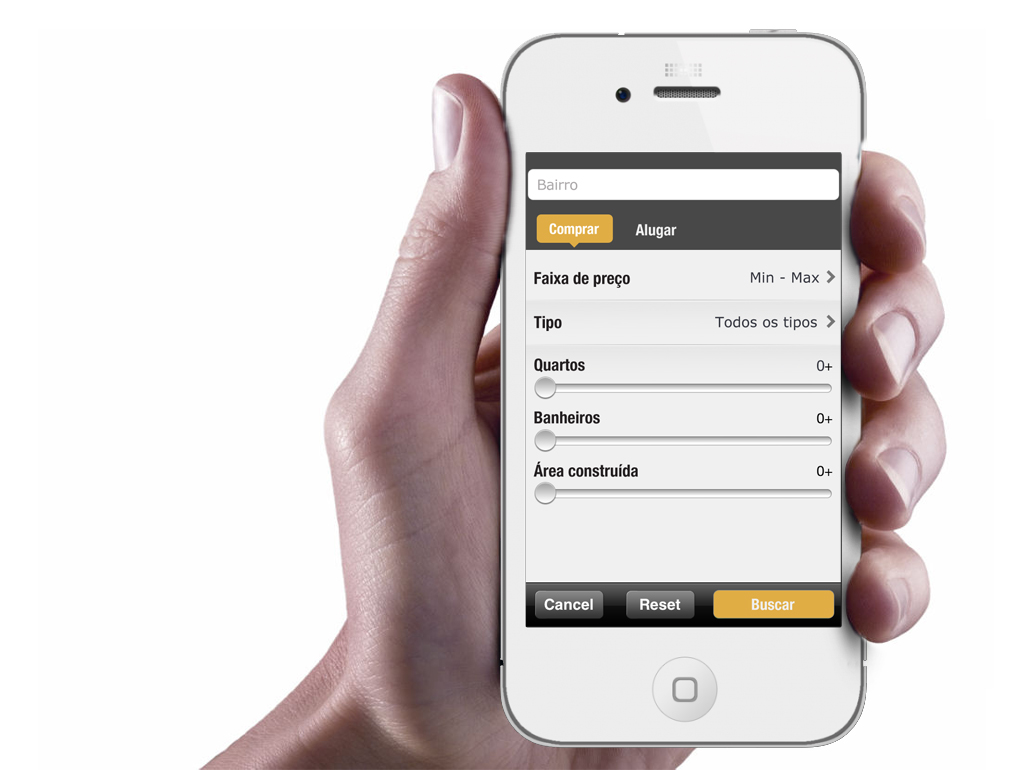 Bairro
Comprar Alugar
Faixa de preço Min - Max
Tipo Todos os tipos
Quartos 0+
Banheiros 0+
Área construída 0+
Cancel Reset Buscar